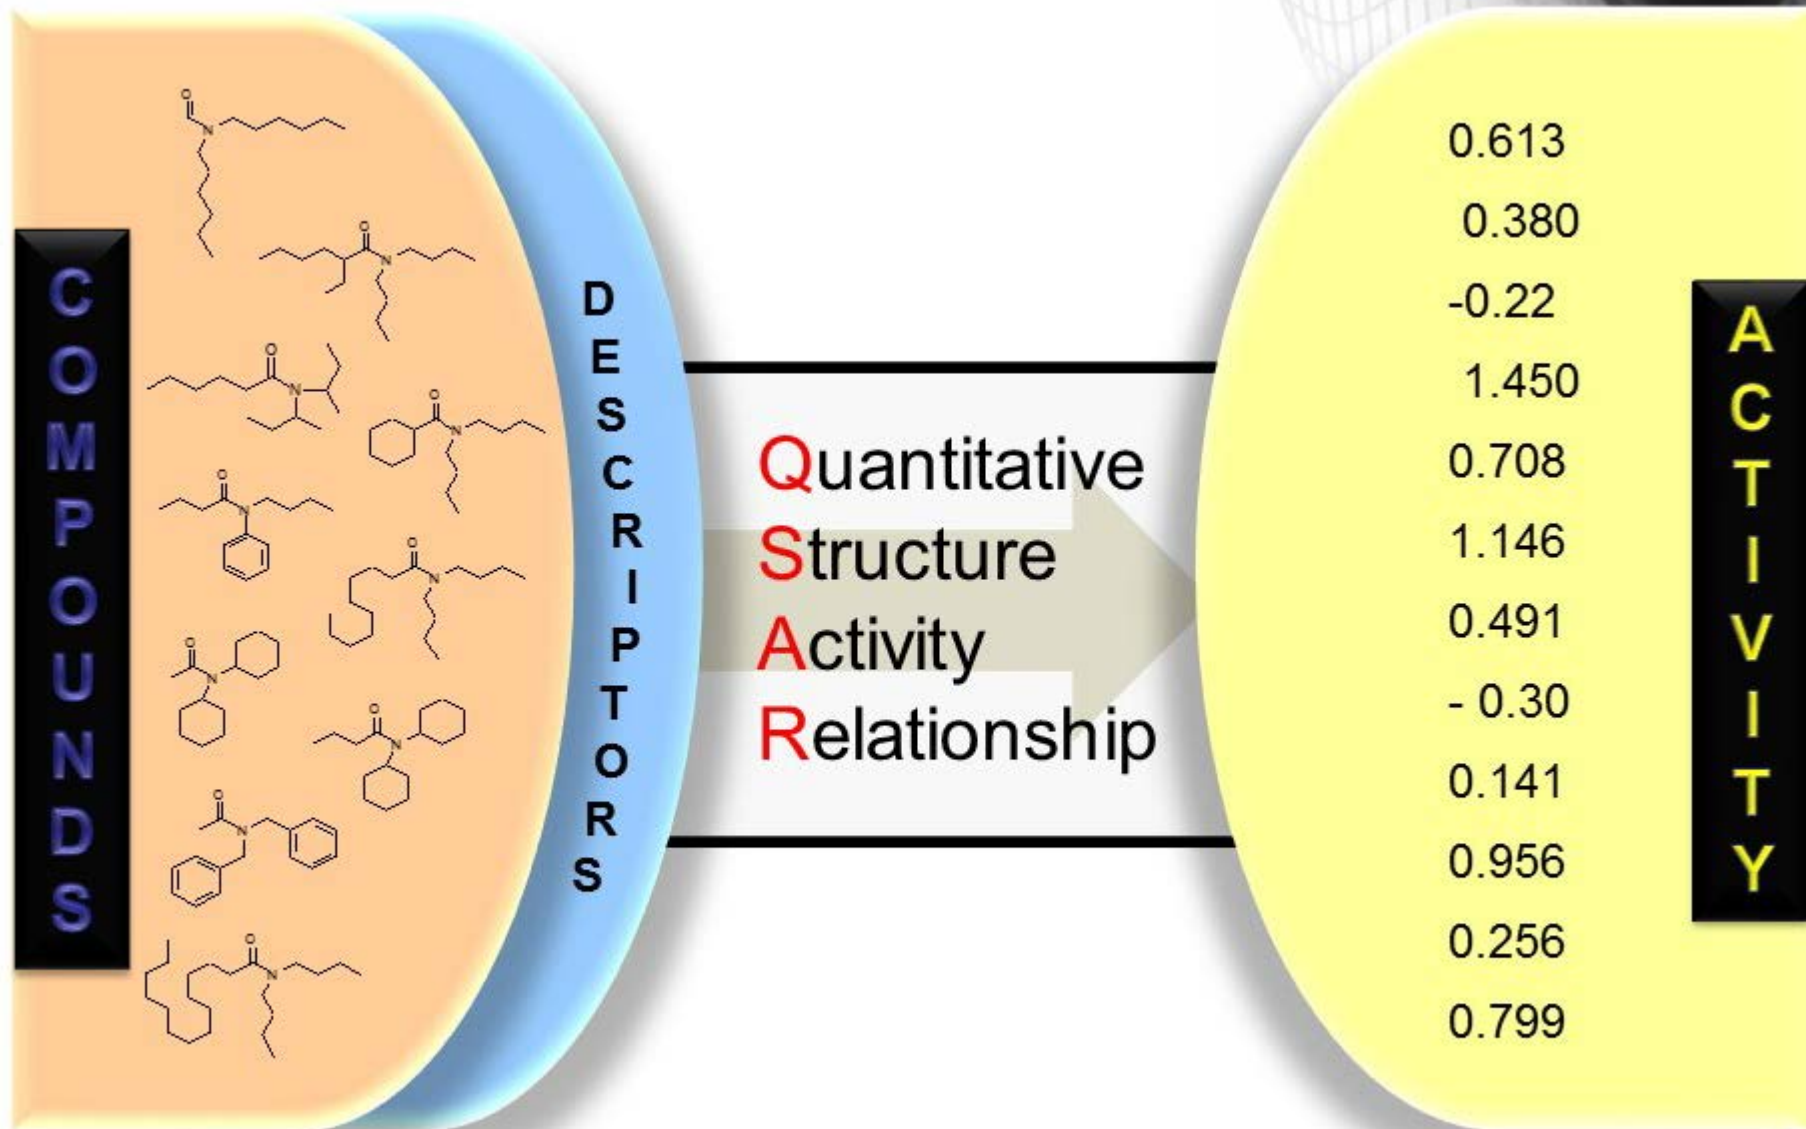 COMPOUNDS
O
N
O
N
O
N
O
N
O
N
O
N
O
N
O
N
O
N
O
N
DESCRIPTORS
Quantitative
Structure
Activity
Relationship
0.613
0.380
-0.22
1.450
0.708
1.146
0.491
- 0.30
0.141
0.956
0.256
0.799
ACTIVITY